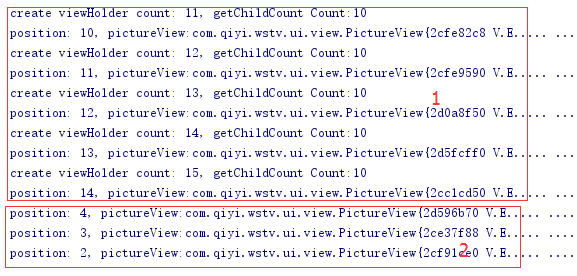 create viewHolder count: 11, getChildCount Count:10
position: 10, pictureView:com.qiyi.wstv.ui.view.PictureView{2cfe82c8 V.E..... ...
create viewHolder count: 12, getChildCount Count:10
position: 11, pictureView:com.qiyi.wstv.ui.view.PictureView{2cfe9590 V.E..... ...
create viewHolder count: 13, getChildCount Count:10
1
position: 12, pictureView:com.qiyi.wstv.ui.view.PictureView{2d0a8f50 V.E..... ...
create viewHolder count: 14, getChildCount Count:10
position: 13, pictureView:com.qiyi.wstv.ui.view.PictureView{2d5fcff0 V.E..... ...
create viewHolder count: 15, getChildCount Count:10
position: 14, pictureView:com.qiyi.wstv.ui.view.PictureView{2cc1cd50 V.E..... ...
position: 4, pictureView:com.qiyi.wstv.ui.view.PictureView{2d596b70 V.E..... ...
position: 3, pictureView:com.qiyi.wstv.ui.view.PictureView{2ce37f88 V.E..... ...
2
position: 2, pictureView:com.qiyi.wstv.ui.view.PictureView V.E..... ...